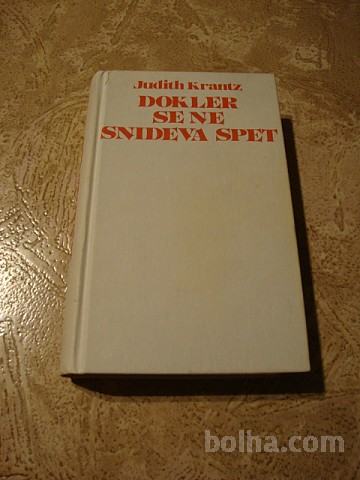 Judith Krantz
DOKLER
SE NE
SNIDEVA SPET
bolha.com